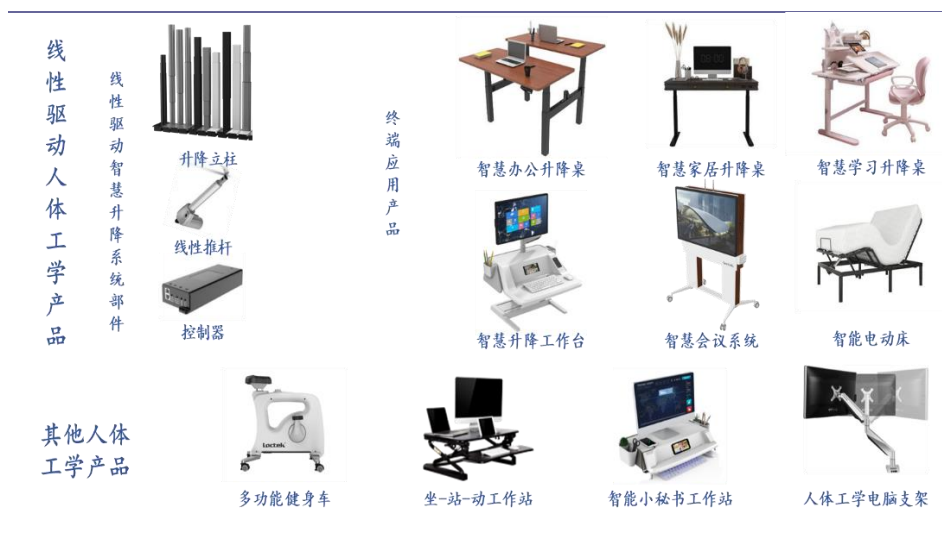 线性驱动人体工学产品
线性驱动智慧升降系统部件
升降立柱
线性推杆
控制器
终端应用产品
智慧办公升降桌
智慧家居升降桌
智慧学习升降桌
智慧升降工作台
智慧会议系统
智能电动床
其他人体
工学产品
Loctek
多功能健身车
坐-站-动工作站
智能小秘书工作站
人体工学电脑支架